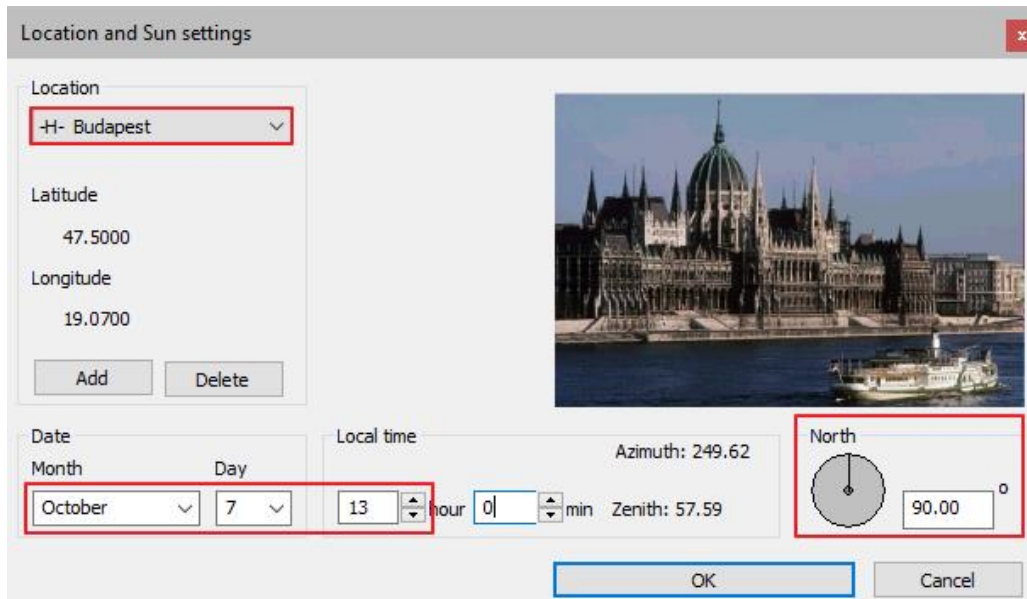 Location and Sun settings
x
Location
-H- Budapest
Latitude
47.5000
Longitude
19.0700
Add Delete
Date
Month Day
October 7
Local time
Azimuth: 249.62
13 hour 0 min Zenith: 57.59
North
90.00 °
OK Cancel